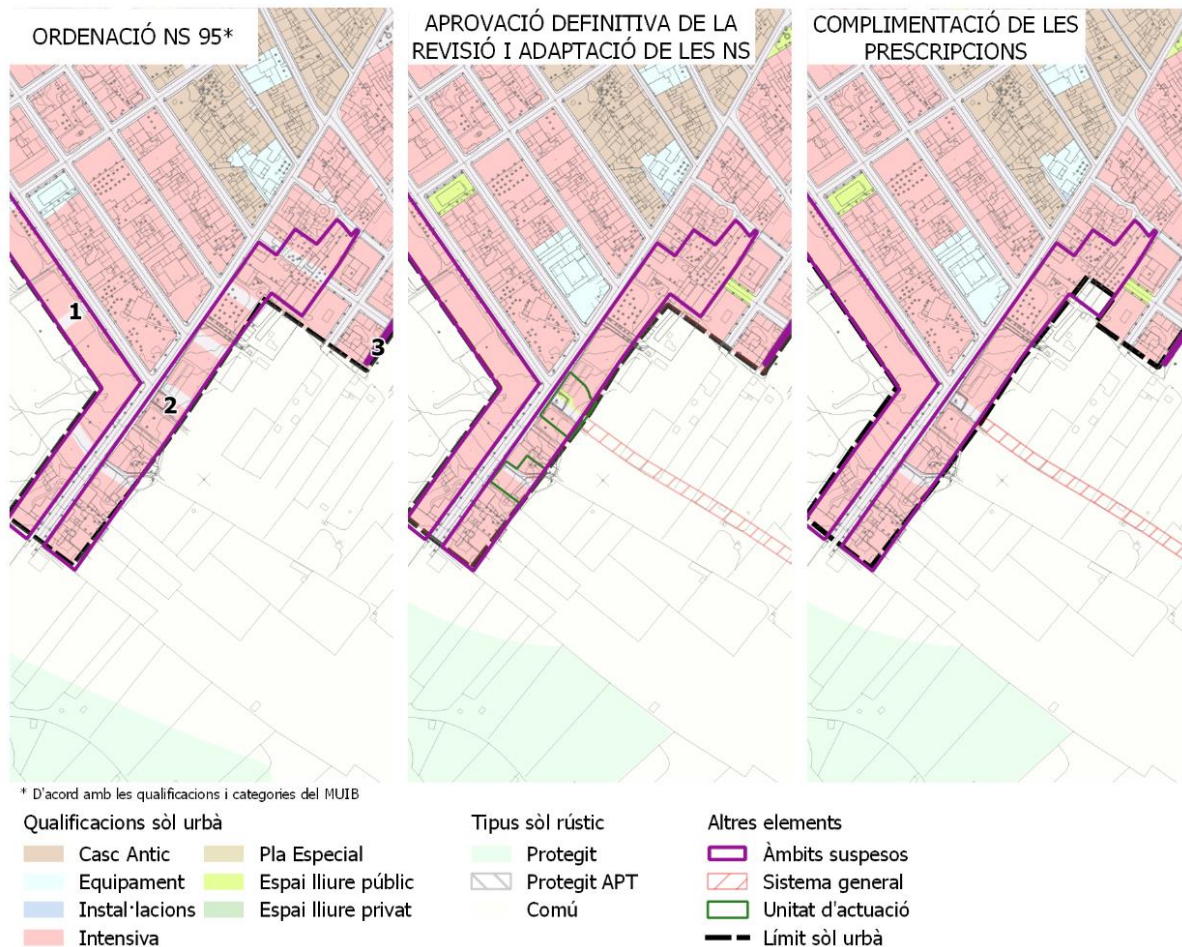 ORDENACIÓ NS 95*
APROVACIÓ DEFINITIVA DE LA
REVISIÓ I ADAPTACIÓ DE LES NS
COMPLIMENTACIÓ DE LES
PRESCRIPCIONS
1
2
3
* D'acord amb les qualificacions i categories del MUIB
Qualificacions sòl urbà
Casc Antic
Equipament
Instal·lacions
Intensiva
Pla Especial
Espai lliure públic
Espai lliure privat
Tipus sòl rústic
Protegit
Protegit APT
Comú
Altres elements
Àmbits suspesos
Sistema general
Unitat d'actuació
Límit sòl urbà